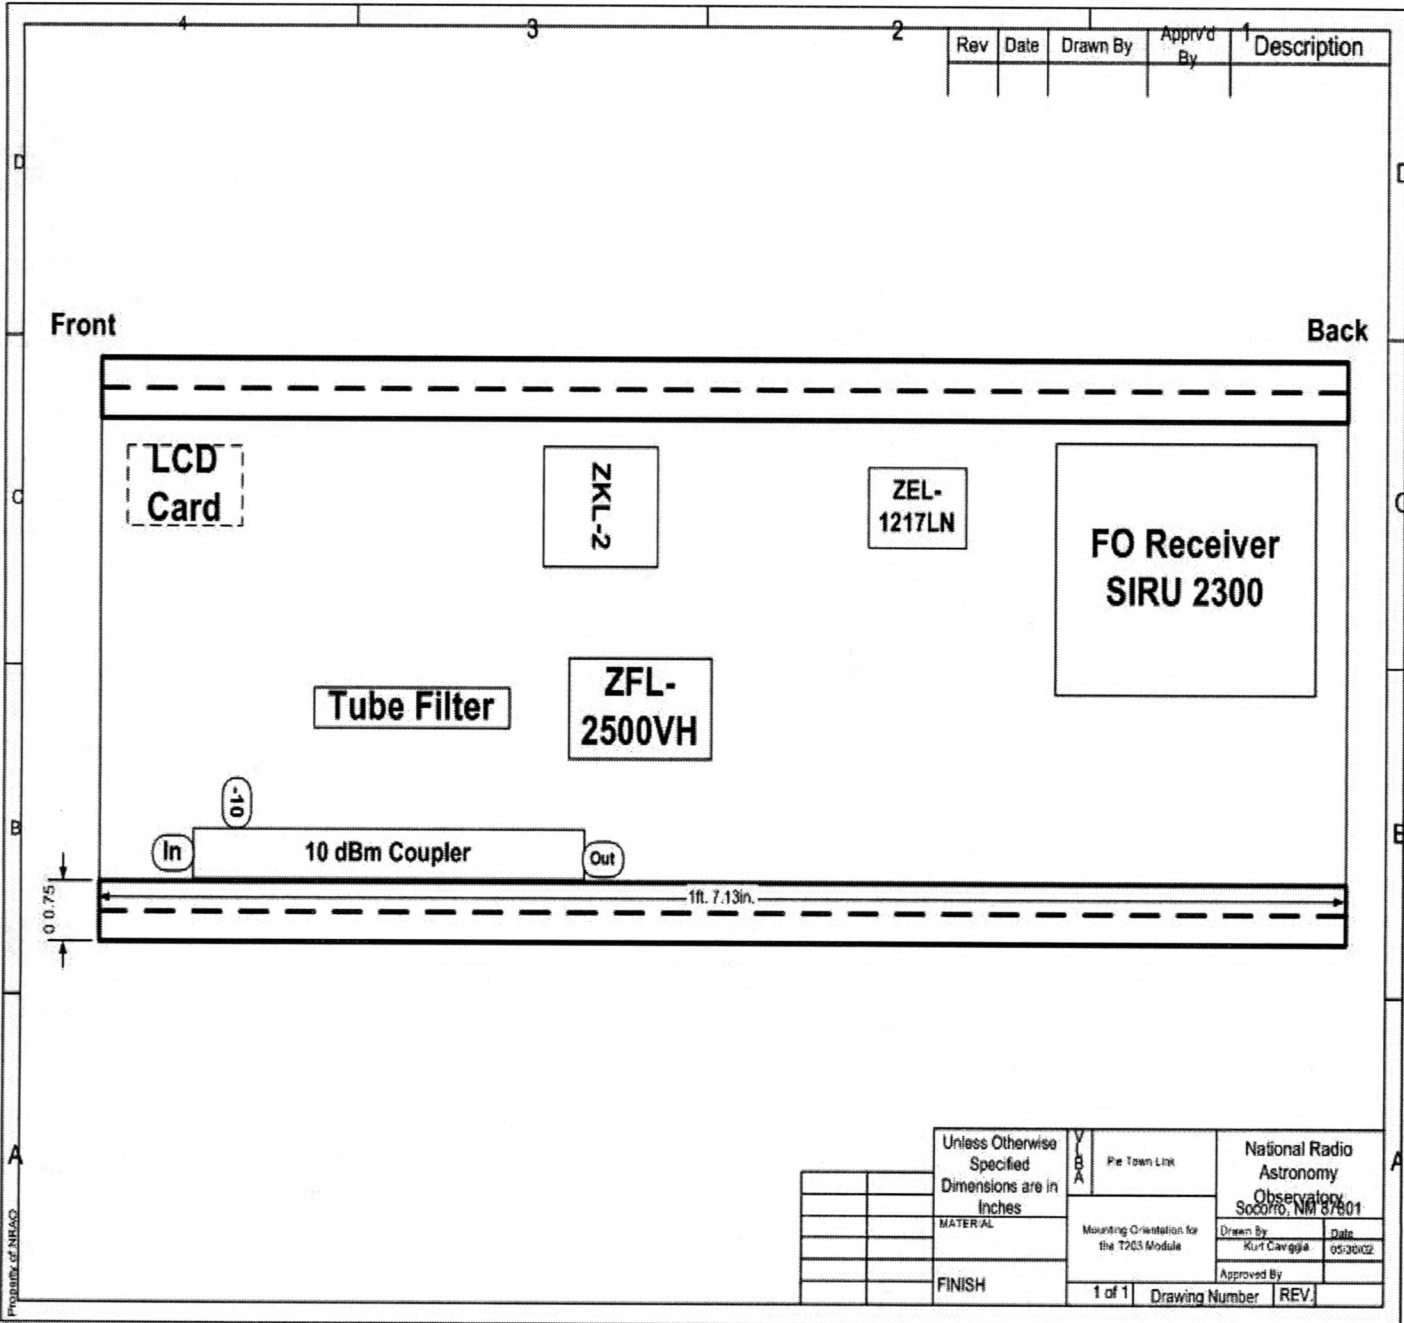 4 3 2 1
Rev Date Drawn By Apprv'd By Description
D D
Front Back
LCD
Card
ZKL-2
ZEL-
1217LN
FO Receiver
SIRU 2300
C C
Tube Filter
ZFL-
2500VH
-10
B B
In 10 dBm Coupler Out
0 0.75
1ft. 7.13in.
A A
Unless Otherwise
Specified
Dimensions are in
Inches
VLBA
Pie Town Link
National Radio
Astronomy
Observatory
Socorro, NM 87801
MATERIAL
Mounting Orientation for
the T203 Module
Drawn By Date
Kurt 05/30/02
Approved By
FINISH
1 of 1 Drawing Number REV.
Property of NRAO